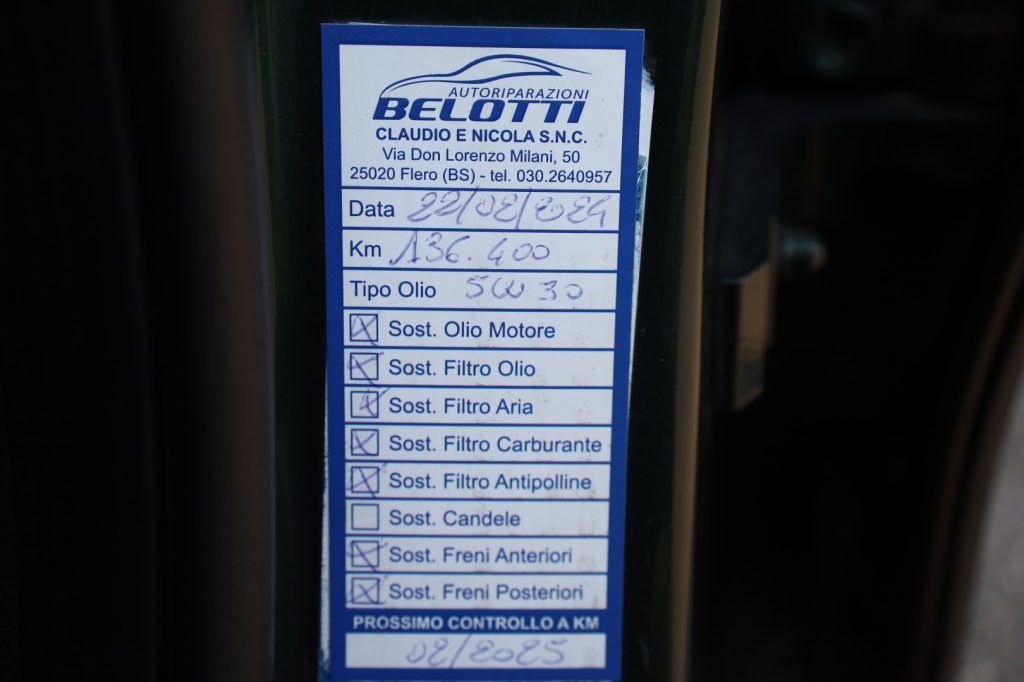 AUTORIPARAZIONI
BELOTTI
CLAUDIO E NICOLA S.N.C.
Via Don Lorenzo Milani, 50
25020 Flero (BS) - tel. 030.2640957
Data 22/02/2024
Km 136.400
Tipo Olio 5W30
Sost. Olio Motore
Sost. Filtro Olio
Sost. Filtro Aria
Sost. Filtro Carburante
Sost. Filtro Antipolline
Sost. Candele
Sost. Freni Anteriori
Sost. Freni Posteriori
PROSSIMO CONTROLLO A KM
02/2025